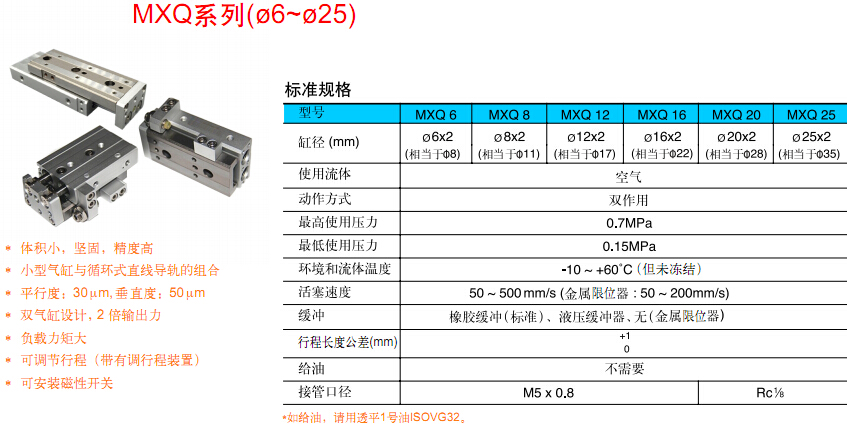 MXQ系列(ø6~ø25)
* 体积小，坚固，精度高
* 小型气缸与循环式直线导轨的组合
* 平行度：30μm,垂直度：50μm
* 双气缸设计，2 倍输出力
* 负载力矩大
* 可调节行程（带有调行程装置）
* 可安装磁性开关
标准规格
型号 MXQ 6 MXQ 8 MXQ 12 MXQ 16 MXQ 20 MXQ 25
缸径 (mm) ø6x2 ø8x2 ø12x2 ø16x2 ø20x2 ø25x2
(相当于φ8) (相当于φ11) (相当于φ17) (相当于φ22) (相当于φ28) (相当于φ35)
使用流体 空气
动作方式 双作用
最高使用压力 0.7MPa
最低使用压力 0.15MPa
环境和流体温度 -10 ~ +60°C (但未冻结)
活塞速度 50 ~ 500 mm/s (金属限位器 : 50 ~ 200mm/s)
缓冲 橡胶缓冲(标准)、液压缓冲器、无(金属限位器)
行程长度公差(mm) +1
0
给油 不需要
接管口径 M5 x 0.8 Rc⅛
*如给油，请用透平1号油ISOVG32。